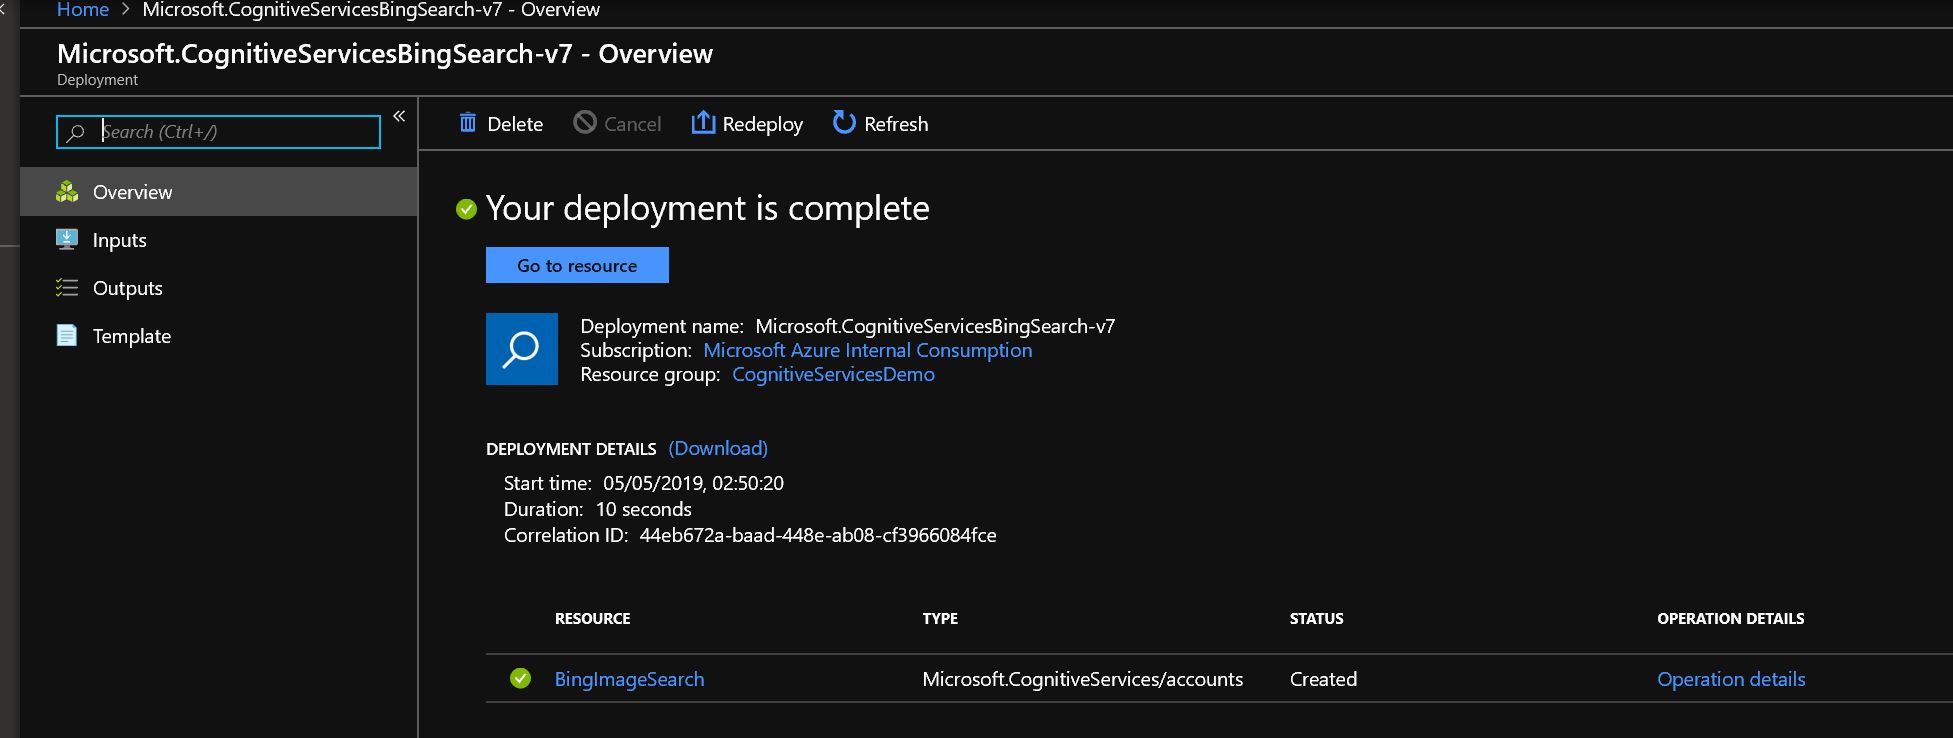 Home > Microsoft.CognitiveServicesBingSearch-v7 - Overview
Microsoft.CognitiveServicesBingSearch-v7 - Overview
Deployment
Search (Ctrl+/)
«
Delete
Cancel
Redeploy
Refresh
Overview
Inputs
Outputs
Template
Your deployment is complete
Go to resource
Deployment name: Microsoft.CognitiveServicesBingSearch-v7
Subscription: Microsoft Azure Internal Consumption
Resource group: CognitiveServicesDemo
DEPLOYMENT DETAILS (Download)
Start time: 05/05/2019, 02:50:20
Duration: 10 seconds
Correlation ID: 44eb672a-baad-448e-ab08-cf3966084fce
RESOURCE TYPE STATUS OPERATION DETAILS
BingImageSearch Microsoft.CognitiveServices/accounts Created Operation details